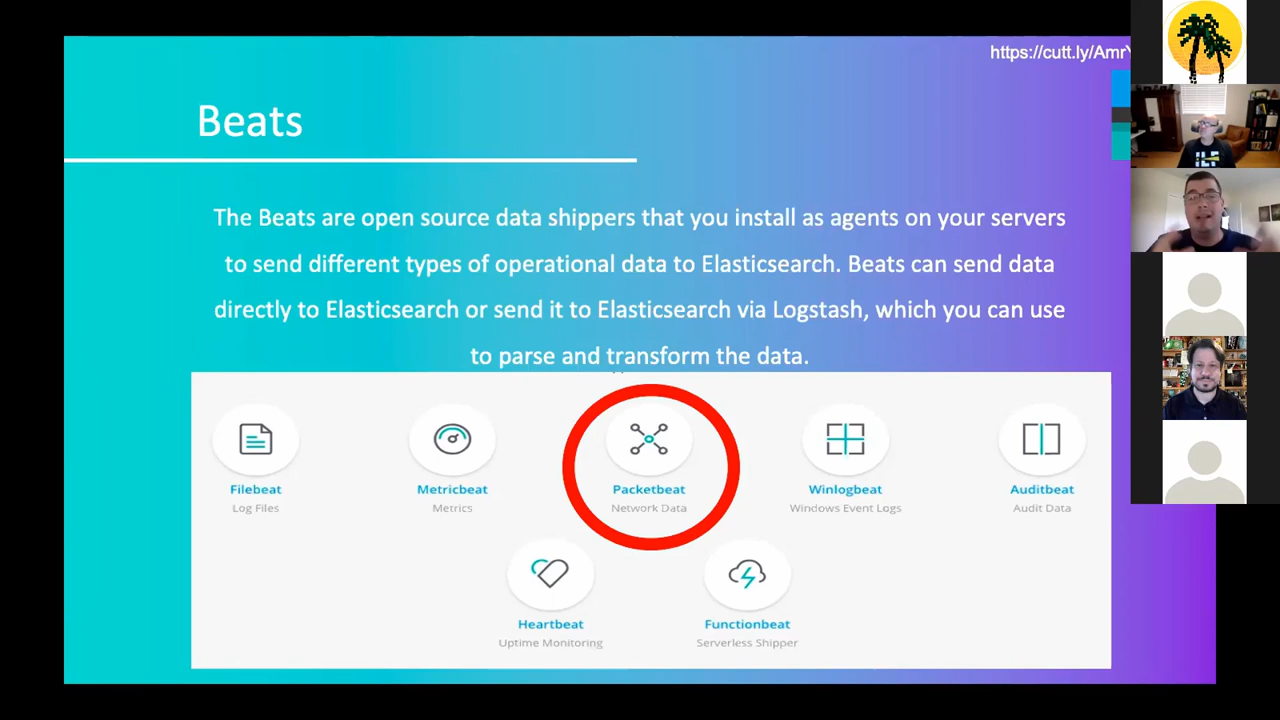 https://cutt.ly/Amr
Beats
The Beats are open source data shippers that you install as agents on your servers
to send different types of operational data to Elasticsearch. Beats can send data
directly to Elasticsearch or send it to Elasticsearch via Logstash, which you can use
to parse and transform the data.
Filebeat
Log Files
Metricbeat
Metrics
Packetbeat
Network Data
Winlogbeat
Windows Event Logs
Auditbeat
Audit Data
Heartbeat
Uptime Monitoring
Functionbeat
Serverless Shipper